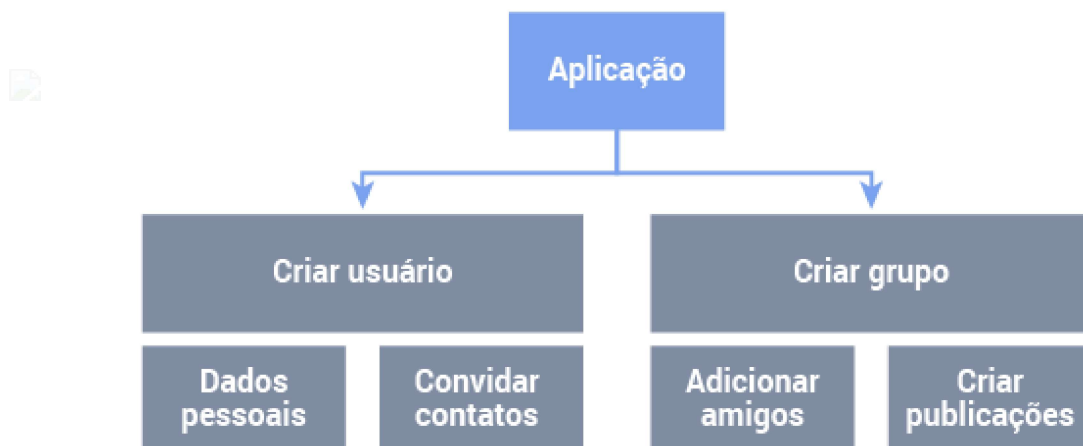 Aplicação
Criar usuário
Criar grupo
Dados
pessoais
Convidar
contatos
Adicionar
amigos
Criar
publicações